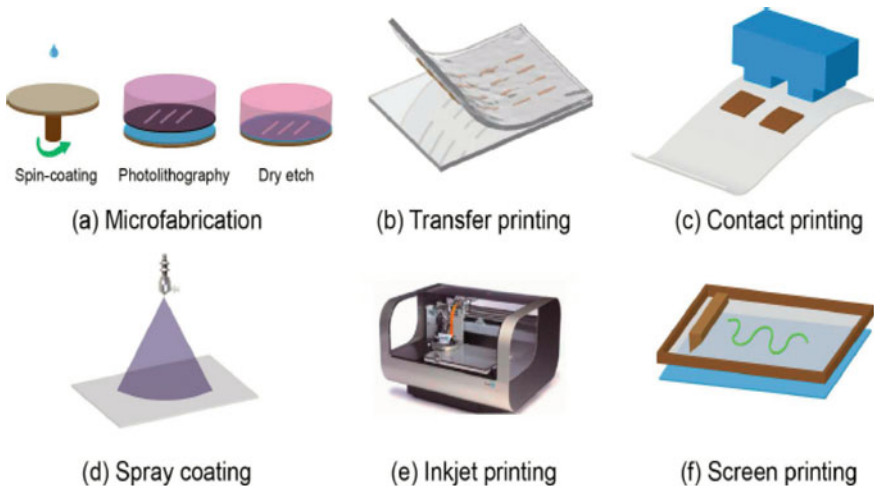 Spin-coating Photolithography Dry etch
(a) Microfabrication
(b) Transfer printing
(c) Contact printing
(d) Spray coating
(e) Inkjet printing
(f) Screen printing